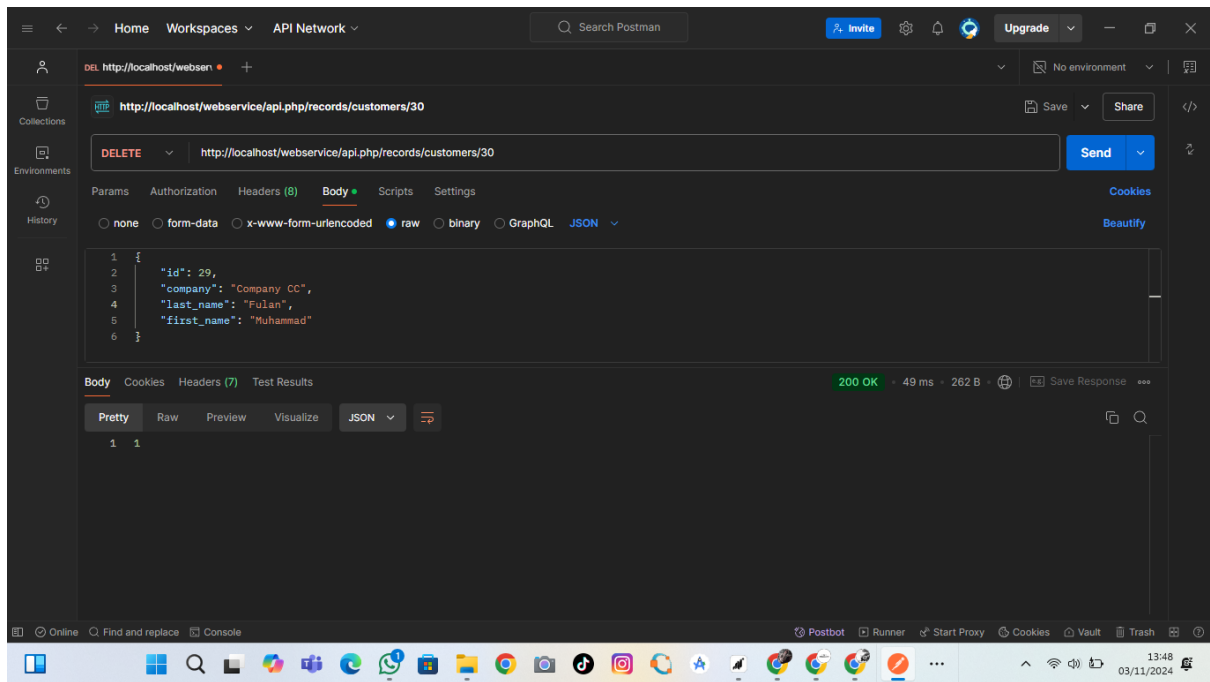 Home Workspaces API Network Search Postman Invite Upgrade
DEL http://localhost/webserv No environment
http://localhost/webservice/api.php/records/customers/30 Save Share
Collections
DELETE http://localhost/webservice/api.php/records/customers/30 Send
Environments
Params Authorization Headers (8) Body Scripts Settings Cookies
History
none form-data x-www-form-urlencoded raw binary GraphQL JSON Beautify
1 {
2 "id": 29,
3 "company": "Company CC",
4 "last_name": "Fulan",
5 "first_name": "Muhammad"
6 }
Body Cookies Headers (7) Test Results 200 OK 49 ms 262 B Save Response
Pretty Raw Preview Visualize JSON
1 1
Online Find and replace Console Postbot Runner Start Proxy Cookies Vault Trash
1
13:48
03/11/2024